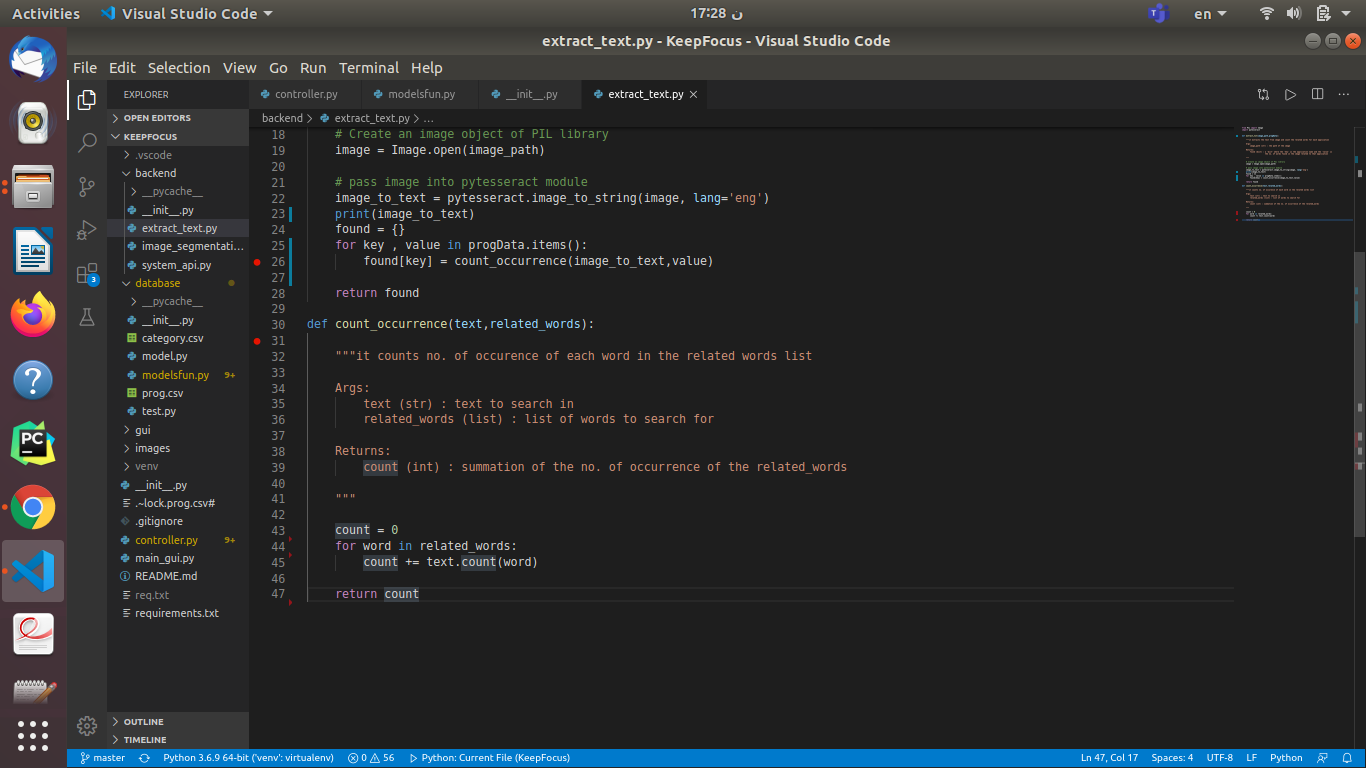 Activities
Visual Studio Code
17:28 ن
en
extract_text.py - KeepFocus - Visual Studio Code
File Edit Selection View Go Run Terminal Help
EXPLORER
OPEN EDITORS
KEEPFOCUS
.vscode
backend
__pycache__
__init__.py
extract_text.py
image_segmentati...
system_api.py
database
__pycache__
__init__.py
category.csv
model.py
modelsfun.py 9+
prog.csv
test.py
gui
images
venv
__init__.py
.~lock.prog.csv#
.gitignore
controller.py 9+
main_gui.py
README.md
req.txt
requirements.txt
OUTLINE
TIMELINE
3
PC
controller.py modelsfun.py __init__.py extract_text.py
backend > extract_text.py > ...
18 # Create an image object of PIL library
19 image = Image.open(image_path)
20
21 # pass image into pytesseract module
22 image_to_text = pytesseract.image_to_string(image, lang='eng')
23 print(image_to_text)
24 found = {}
25 for key , value in progData.items():
26 found[key] = count_occurrence(image_to_text,value)
27
28 return found
29
30 def count_occurrence(text,related_words):
31
32 """it counts no. of occurence of each word in the related words list
33
34 Args:
35 text (str) : text to search in
36 related_words (list) : list of words to search for
37
38 Returns:
39 count (int) : summation of the no. of occurrence of the related_words
40
41 """
42
43 count = 0
44 for word in related_words:
45 count += text.count(word)
46
47 return count
master Python 3.6.9 64-bit ('venv': virtualenv) 0 56 Python: Current File (KeepFocus) Ln 47, Col 17 Spaces: 4 UTF-8 LF Python